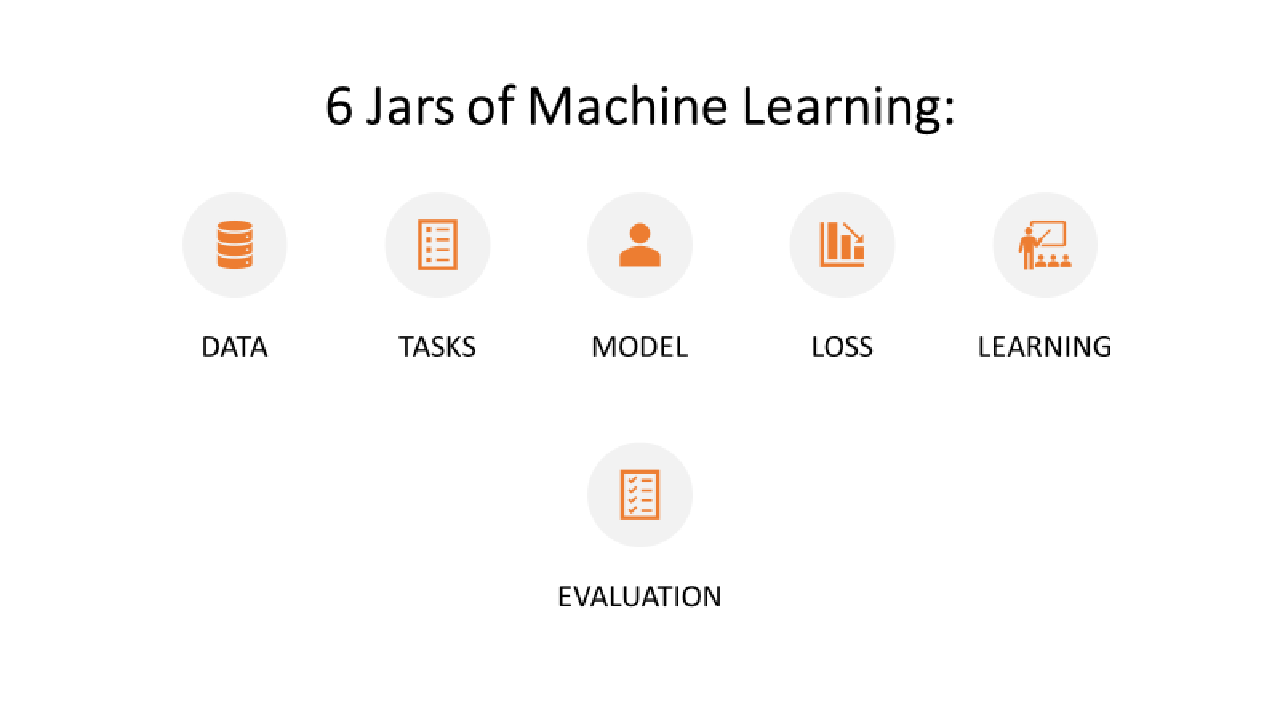 6 Jars of Machine Learning:
DATA
TASKS
MODEL
LOSS
LEARNING
EVALUATION